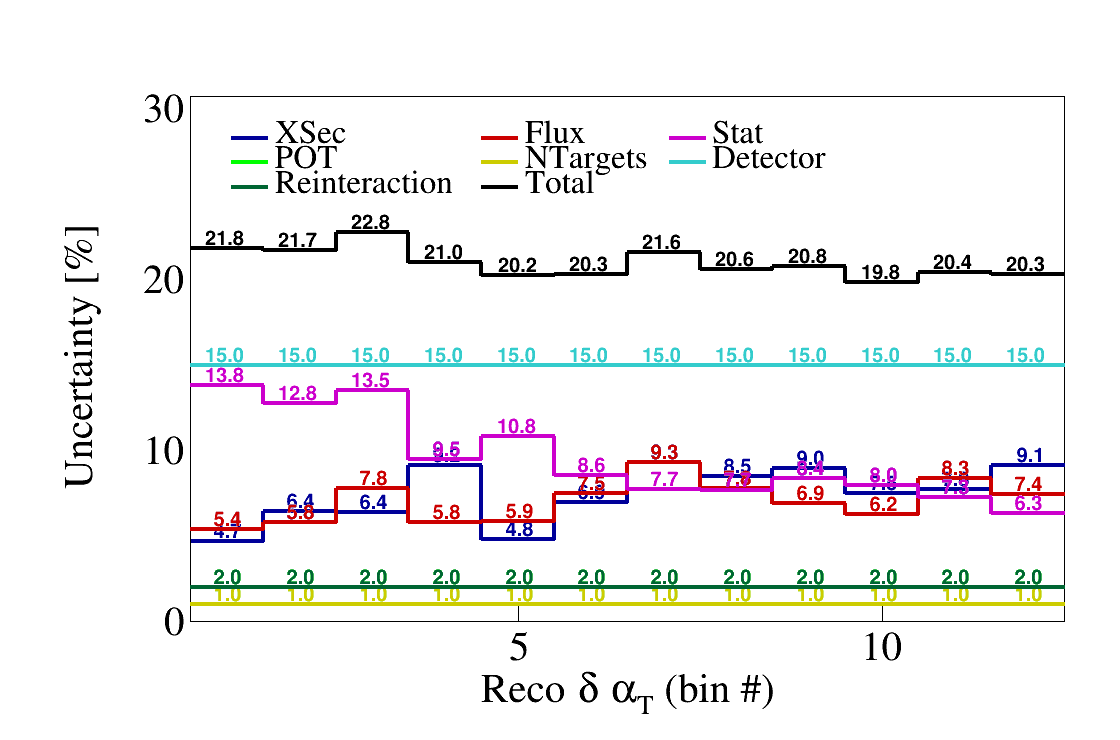 30
XSec Flux Stat
POT NTargets Detector
Reinteraction Total
21.8 21.7 22.8 21.0 20.2 20.3 21.6 20.6 20.8 19.8 20.4 20.3
20
15.0 15.0 15.0 15.0 15.0 15.0 15.0 15.0 15.0 15.0 15.0 15.0
13.8 12.8 13.5 9.5 10.8 8.6 7.7 8.4 8.0 6.3
10
5.4 5.8 7.8 5.8 5.9 7.5 9.3 6.9 6.2 8.3 7.4
4.7 6.4 6.4 4.8 8.5 9.0 9.1
2.0 2.0 2.0 2.0 2.0 2.0 2.0 2.0 2.0 2.0 2.0 2.0
1.0 1.0 1.0 1.0 1.0 1.0 1.0 1.0 1.0 1.0 1.0 1.0
0
5 10
Uncertainty [%]
Reco δ α_T (bin #)